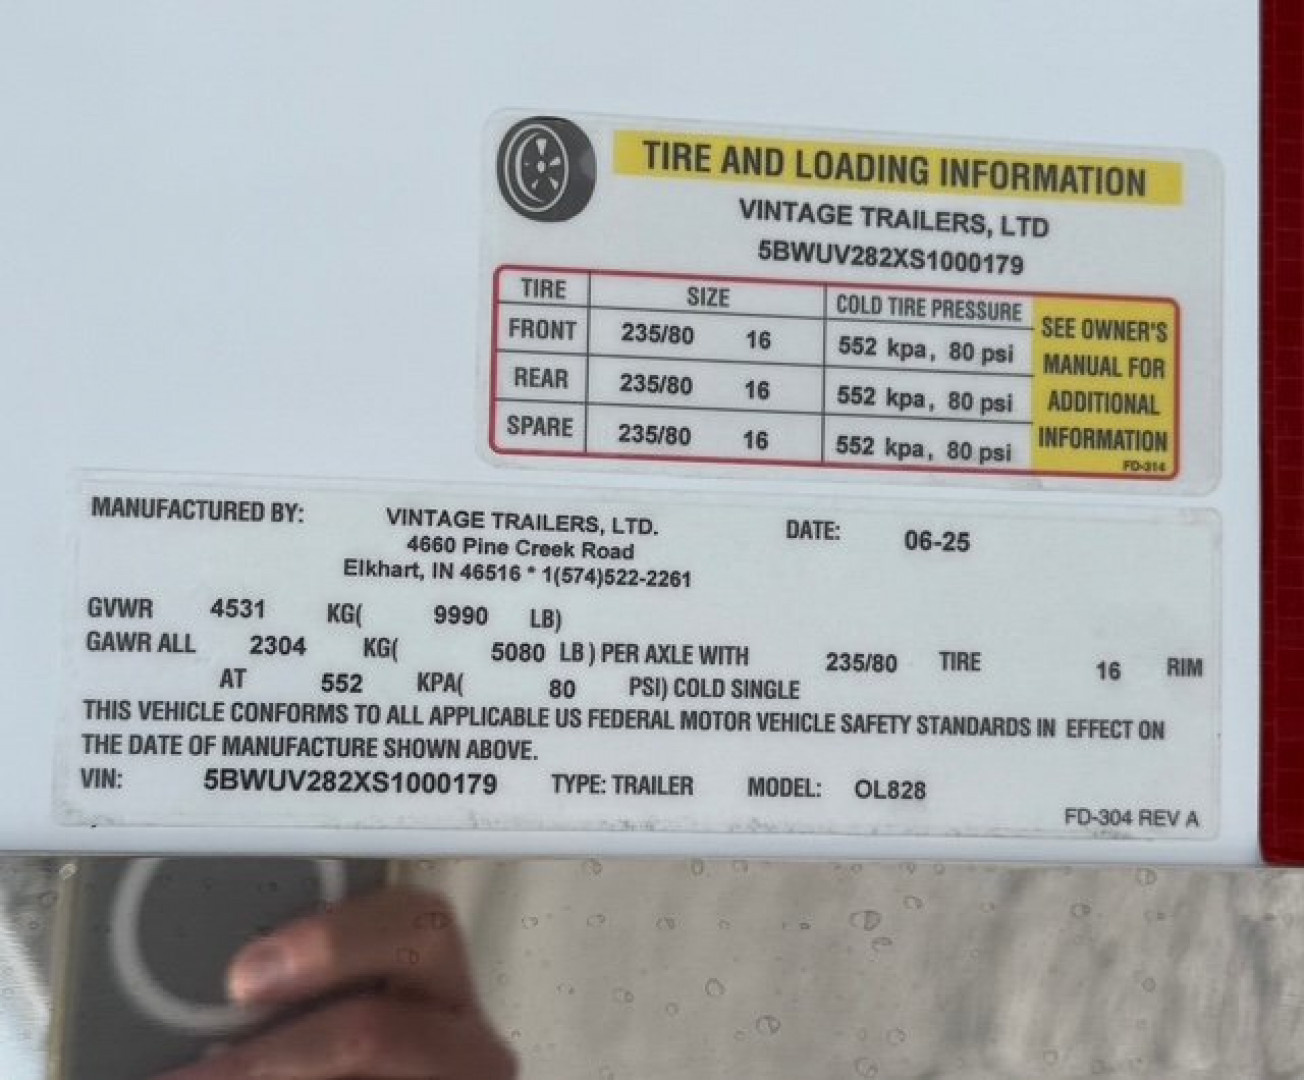 TIRE AND LOADING INFORMATION
VINTAGE TRAILERS, LTD
5BWUV282XS1000179
TIRE SIZE COLD TIRE PRESSURE
FRONT 235/80 16 552 kpa, 80 psi
REAR 235/80 16 552 kpa, 80 psi
SPARE 235/80 16 552 kpa, 80 psi
SEE OWNER'S
MANUAL FOR
ADDITIONAL
INFORMATION
FD-314
MANUFACTURED BY: VINTAGE TRAILERS, LTD. DATE: 06-25
4660 Pine Creek Road
Elkhart, IN 46516 * 1(574)522-2261
GVWR 4531 KG( 9990 LB)
GAWR ALL 2304 KG( 5080 LB) PER AXLE WITH 235/80 TIRE 16 RIM
AT 552 KPA( 80 PSI) COLD SINGLE
THIS VEHICLE CONFORMS TO ALL APPLICABLE US FEDERAL MOTOR VEHICLE SAFETY STANDARDS IN EFFECT ON
THE DATE OF MANUFACTURE SHOWN ABOVE.
VIN: 5BWUV282XS1000179 TYPE: TRAILER MODEL: OL828
FD-304 REV A